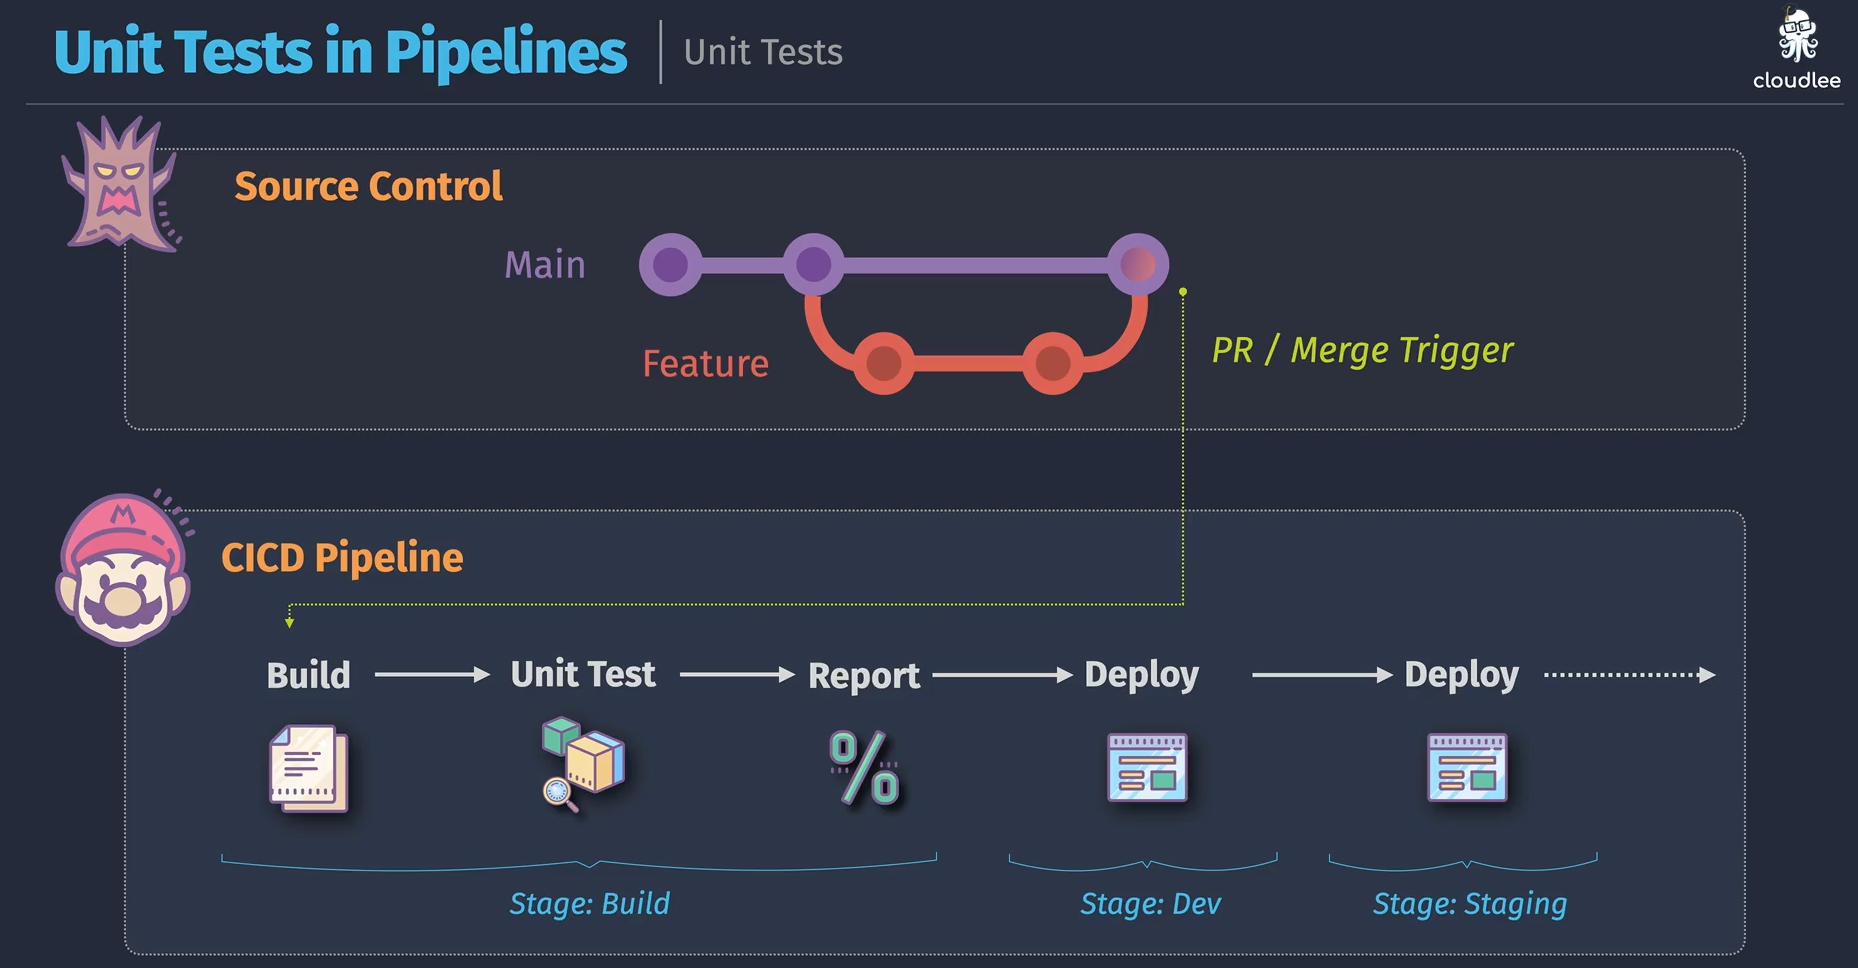 Unit Tests in Pipelines
Unit Tests
cloudlee
Source Control
Main
Feature
PR / Merge Trigger
M
CICD Pipeline
Build
Unit Test
Report
Deploy
Deploy
%
Stage: Build
Stage: Dev
Stage: Staging